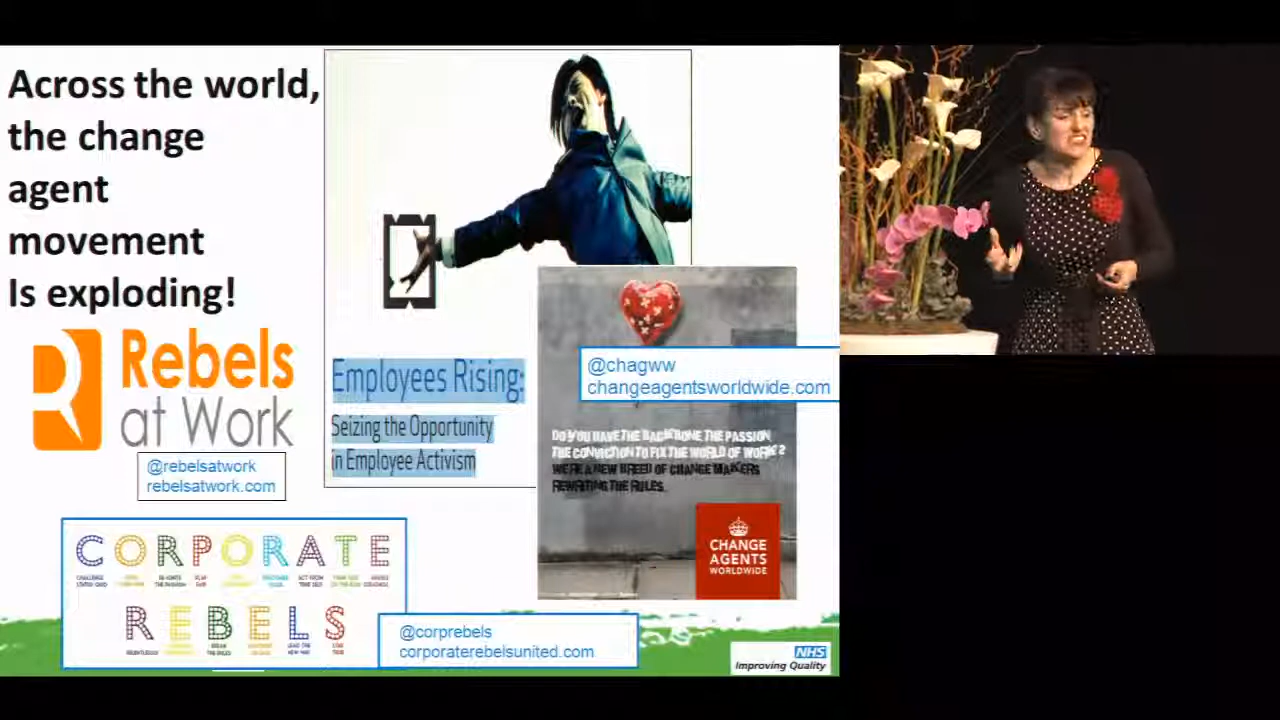 Across the world,
the change
agent
movement
Is exploding!
Rebels
at Work
@rebelsatwork
rebelsatwork.com
Employees Rising:
Seizing the Opportunity
in Employee Activism
@chagww
changeagentsworldwide.com
DO YOU HAVE THE BACKBONE THE PASSION
THE CONVICTION TO FIX THE WORLD OF WORK?
WE'RE A NEW BREED OF CHANGE MAKERS
REWRITING THE RULES.
CHANGE
AGENTS
WORLDWIDE
CORPORATE
REBELS
@corprebels
corporaterebelsunited.com
NHS
Improving Quality